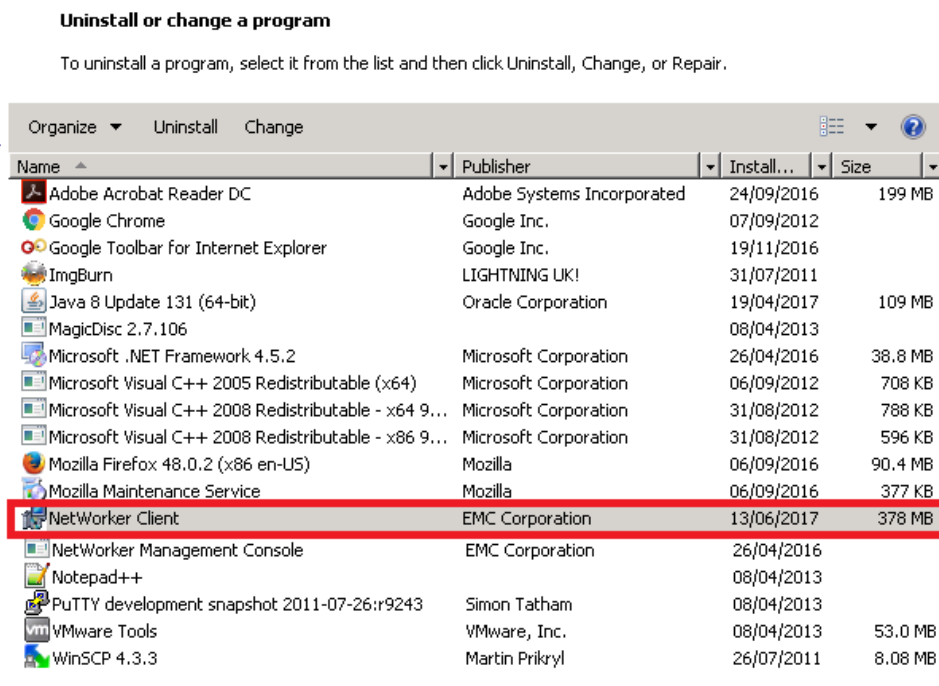 Uninstall or change a program
To uninstall a program, select it from the list and then click Uninstall, Change, or Repair.
Organize Uninstall Change
Name Publisher Install... Size
Adobe Acrobat Reader DC Adobe Systems Incorporated 24/09/2016 199 MB
Google Chrome Google Inc. 07/09/2012
Google Toolbar for Internet Explorer Google Inc. 19/11/2016
ImgBurn LIGHTNING UK! 31/07/2011
Java 8 Update 131 (64-bit) Oracle Corporation 19/04/2017 109 MB
MagicDisc 2.7.106 08/04/2013
Microsoft .NET Framework 4.5.2 Microsoft Corporation 26/04/2016 38.8 MB
Microsoft Visual C++ 2005 Redistributable (x64) Microsoft Corporation 06/09/2012 708 KB
Microsoft Visual C++ 2008 Redistributable - x64 9... Microsoft Corporation 31/08/2012 788 KB
Microsoft Visual C++ 2008 Redistributable - x86 9... Microsoft Corporation 31/08/2012 596 KB
Mozilla Firefox 48.0.2 (x86 en-US) Mozilla 06/09/2016 90.4 MB
Mozilla Maintenance Service Mozilla 06/09/2016 377 KB
NetWorker Client EMC Corporation 13/06/2017 378 MB
NetWorker Management Console EMC Corporation 26/04/2016
Notepad++ 08/04/2013
PuTTY development snapshot 2011-07-26:r9243 Simon Tatham 08/04/2013
vm VMware Tools VMware, Inc. 08/04/2013 53.0 MB
WinSCP 4.3.3 Martin Prikryl 26/07/2011 8.08 MB